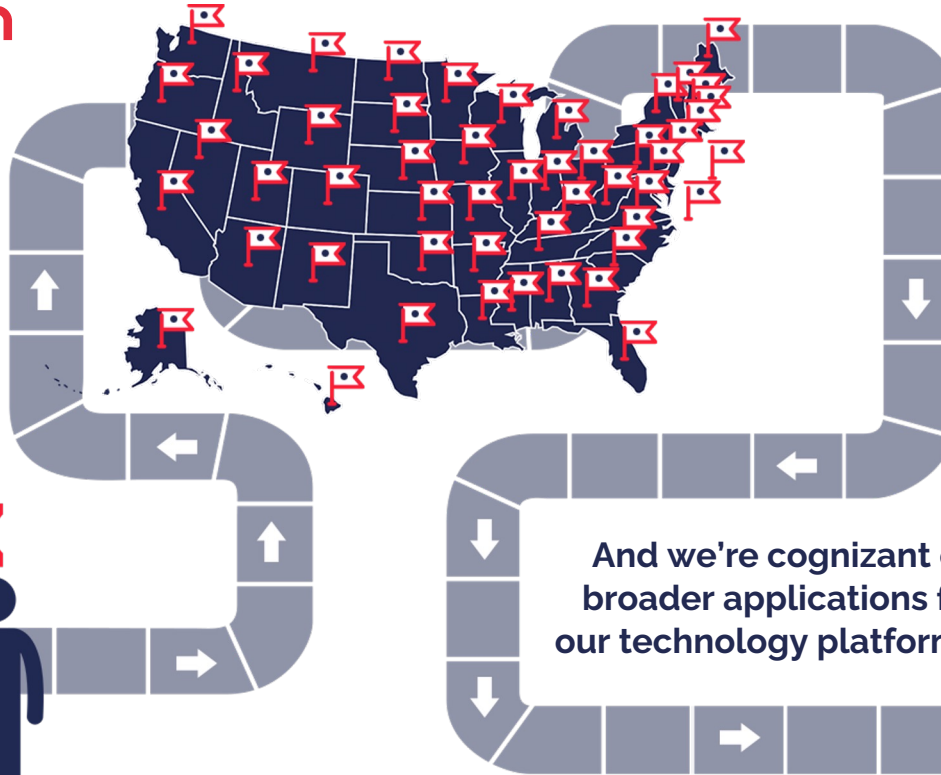 And we're cognizant
broader applications
our technology platform